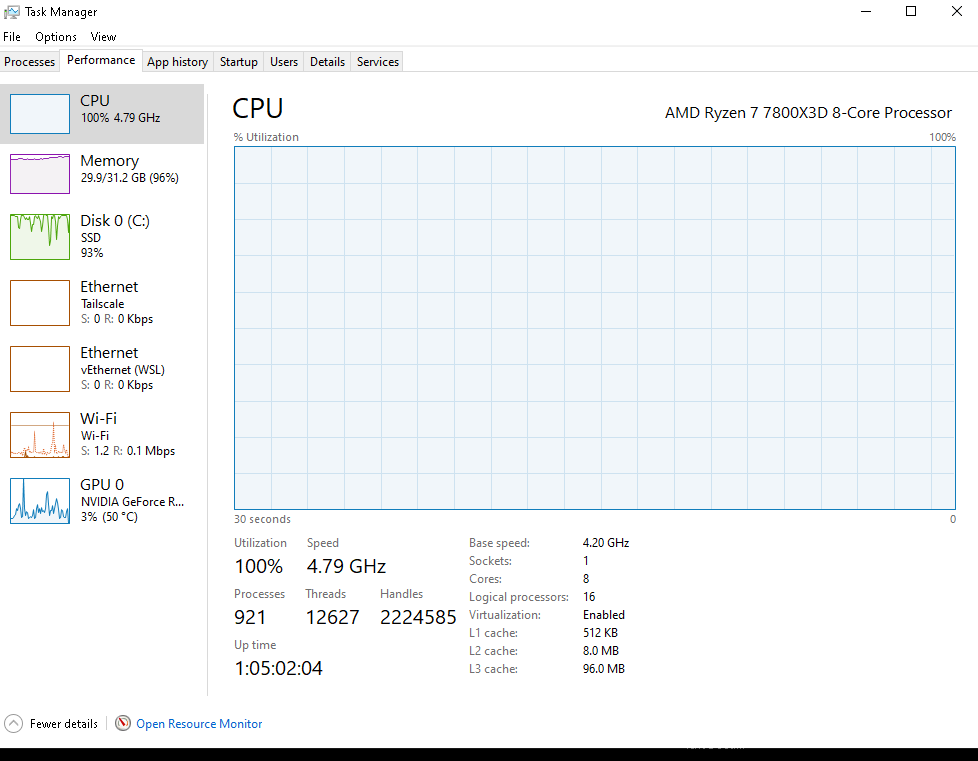 Task Manager
File Options View
Processes Performance App history Startup Users Details Services
CPU
100% 4.79 GHz
Memory
29.9/31.2 GB (96%)
Disk 0 (C:)
SSD
93%
Ethernet
Tailscale
S: 0 R: 0 Kbps
Ethernet
vEthernet (WSL)
S: 0 R: 0 Kbps
Wi-Fi
Wi-Fi
S: 1.2 R: 0.1 Mbps
GPU 0
NVIDIA GeForce R...
3% (50 °C)
CPU AMD Ryzen 7 7800X3D 8-Core Processor
% Utilization 100%
30 seconds 0
Utilization Speed
100% 4.79 GHz
Processes Threads Handles
921 12627 2224585
Up time
1:05:02:04
Base speed: 4.20 GHz
Sockets: 1
Cores: 8
Logical processors: 16
Virtualization: Enabled
L1 cache: 512 KB
L2 cache: 8.0 MB
L3 cache: 96.0 MB
Fewer details Open Resource Monitor